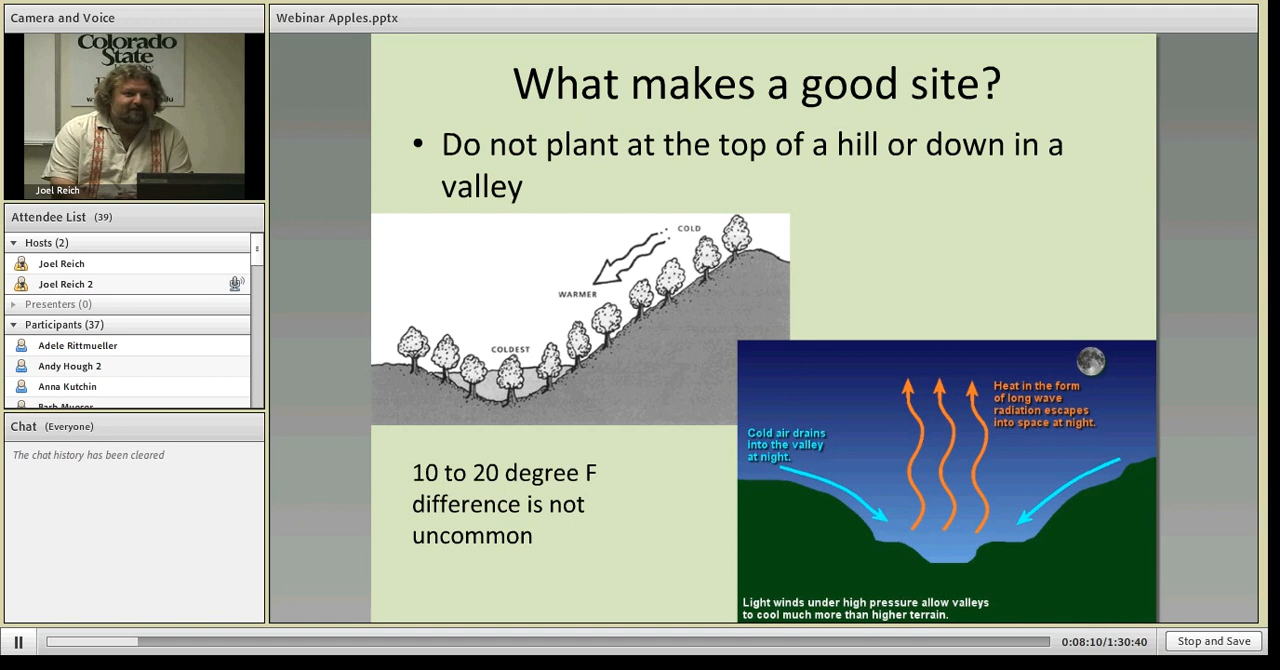 Camera and Voice
Colorado
State
Joel Reich
Attendee List (39)
Hosts (2)
Joel Reich
Joel Reich 2
Presenters (0)
Participants (37)
Adele Rittmueller
Andy Hough 2
Anna Kutchin
Chat (Everyone)
The chat history has been cleared
Webinar Apples.pptx
What makes a good site?
• Do not plant at the top of a hill or down in a
valley
COLD
WARMER
COLDEST
10 to 20 degree F
difference is not
uncommon
Heat in the form
of long wave
radiation escapes
into space at night.
Cold air drains
into the valley
at night.
Light winds under high pressure allow valleys
to cool much more than higher terrain.
0:08:10/1:30:40
Stop and Save